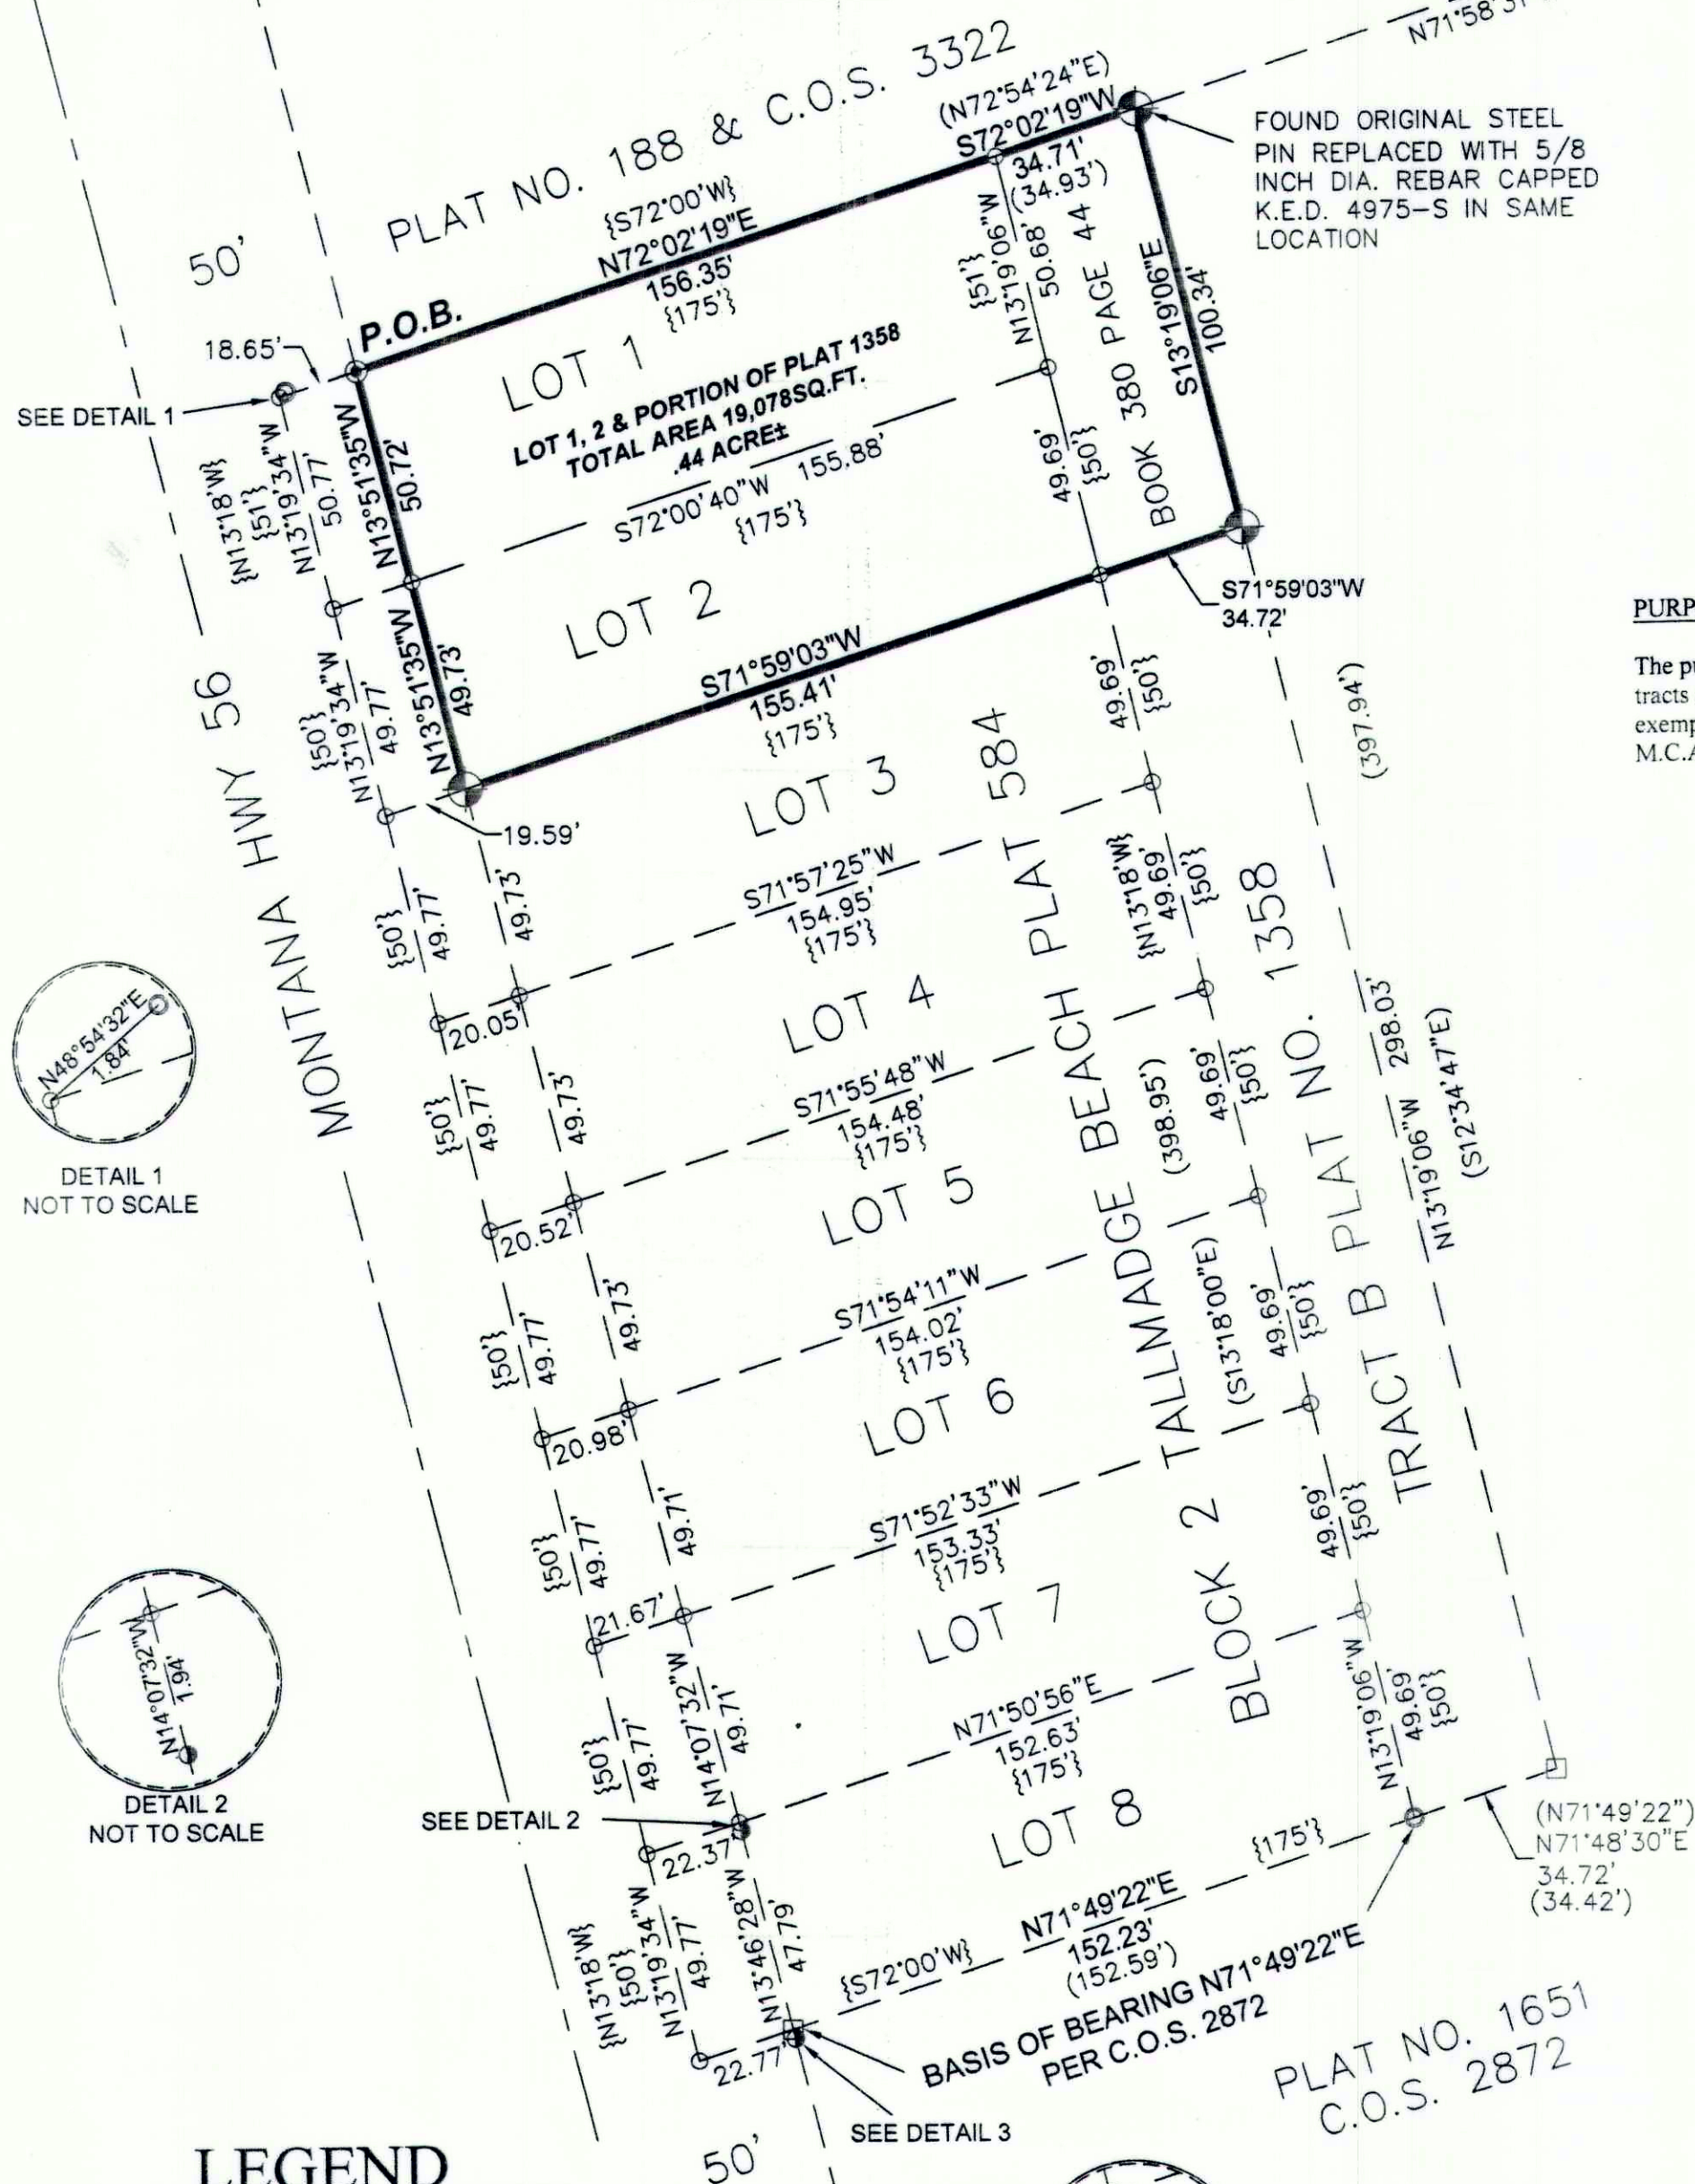 N71°58'31
PLAT NO. 188 & C.O.S. 3322
(N72°54'24"E)
S72°02'19"W
34.71'
(34.93')
FOUND ORIGINAL STEEL
PIN REPLACED WITH 5/8
INCH DIA. REBAR CAPPED
K.E.D. 4975-S IN SAME
LOCATION
50'
{S72°00'W}
N72°02'19"E
156.35'
{175'}
P.O.B.
18.65'
SEE DETAIL 1
LOT 1
LOT 1, 2 & PORTION OF PLAT 1358
TOTAL AREA 19,078SQ.FT.
.44 ACRE±
S72°00'40"W 155.88'
{175'}
{51'}
N13°19'06"W
50.68'
BOOK 380 PAGE 44
S13°19'06"E
100.34'
49.69'
{50'}
{N13°18'W}
{51'}
N13°19'34"W
50.77'
N13°51'35"W
50.72'
{50'}
N13°19'34"W
49.77'
N13°51'35"W
49.73'
LOT 2
S71°59'03"W
155.41'
{175'}
S71°59'03"W
34.72'
PURP
The pu
tracts
exemp
M.C.A
MONTANA HWY 56
19.59'
LOT 3
49.69'
{50'}
(397.94')
{50'}
49.77'
49.73'
S71°57'25"W
154.95'
{175'}
{N13°18'W}
49.69'
{50'}
20.05'
LOT 4
N48°54'32"E
1.84'
DETAIL 1
NOT TO SCALE
{50'}
49.77'
49.73'
S71°55'48"W
154.48'
{175'}
(398.95')
49.69'
{50'}
N13°19'06"W 298.03'
(S12°34'47"E)
20.52'
LOT 5
{50'}
49.77'
49.73'
S71°54'11"W
154.02'
{175'}
(S13°18'00"E)
49.69'
{50'}
20.98'
LOT 6
BLOCK 2 TALLMADGE BEACH PLAT 584
TRACT B PLAT NO. 1358
{50'}
49.77'
49.71'
S71°52'33"W
153.33'
{175'}
49.69'
{50'}
21.67'
LOT 7
N14°07'32"W
1.94'
DETAIL 2
NOT TO SCALE
{50'}
49.77'
N14°07'32"W
49.71'
N71°50'56"E
152.63'
{175'}
N13°19'06"W
49.69'
{50'}
SEE DETAIL 2
22.37'
LOT 8
{175'}
(N71°49'22")
N71°48'30"E
34.72'
(34.42')
{N13°18'W}
{50'}
N13°19'34"W
49.77'
N13°46'28"W
47.79'
{S72°00'W}
N71°49'22"E
152.23'
(152.59')
22.77'
BASIS OF BEARING N71°49'22"E
PER C.O.S. 2872
PLAT NO. 1651
C.O.S. 2872
SEE DETAIL 3
50'
LEGEND